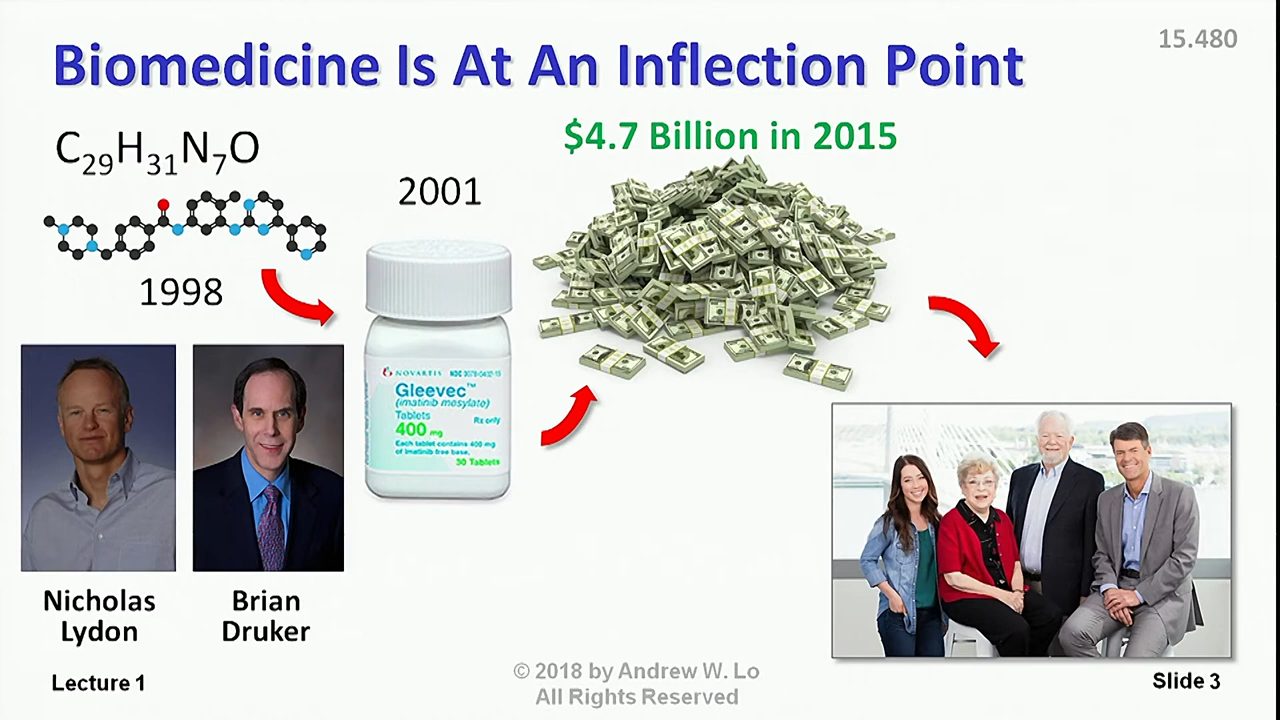 15.480
Biomedicine Is At An Inflection Point
C₂₉H₃₁N₇O
$4.7 Billion in 2015
2001
1998
NOVARTIS
Gleevec™
(imatinib mesylate)
Tablets
Rx only
400 mg
Each tablet contains 400 mg
of imatinib free base.
30 Tablets
Nicholas
Lydon
Brian
Druker
Lecture 1
© 2018 by Andrew W. Lo
All Rights Reserved
Slide 3